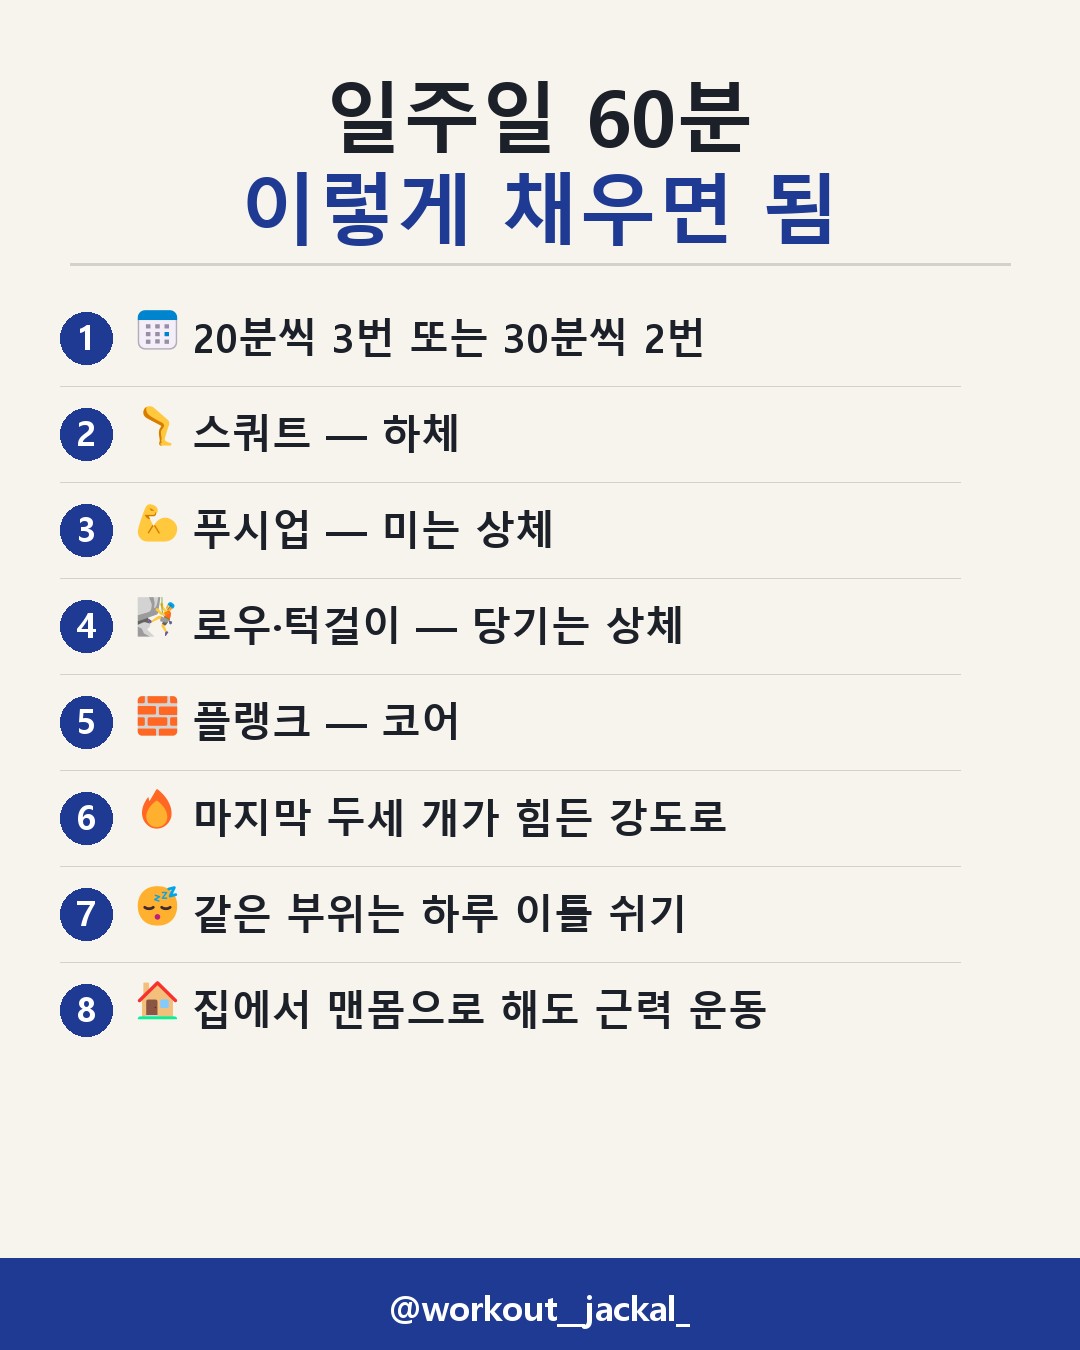 일주일 60분
이렇게 채우면 됨
1 20분씩 3번 또는 30분씩 2번
2 스쿼트 — 하체
3 푸시업 — 미는 상체
4 로우·턱걸이 — 당기는 상체
5 플랭크 — 코어
6 마지막 두세 개가 힘든 강도로
7 같은 부위는 하루 이틀 쉬기
8 집에서 맨몸으로 해도 근력 운동
@workout__jackal_